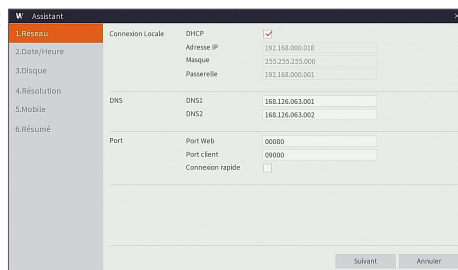 W Assistant
1.Réseau
2.Date/Heure
3.Disque
4.Résolution
5.Mobile
6.Résumé
Connexion Locale DHCP
Adresse IP 192.168.000.018
Masque 255.255.255.000
Passerelle 192.168.000.001
DNS DNS1 168.126.063.001
DNS2 168.126.063.002
Port Port Web 00080
Port client 09000
Connexion rapide
Suivant Annuler